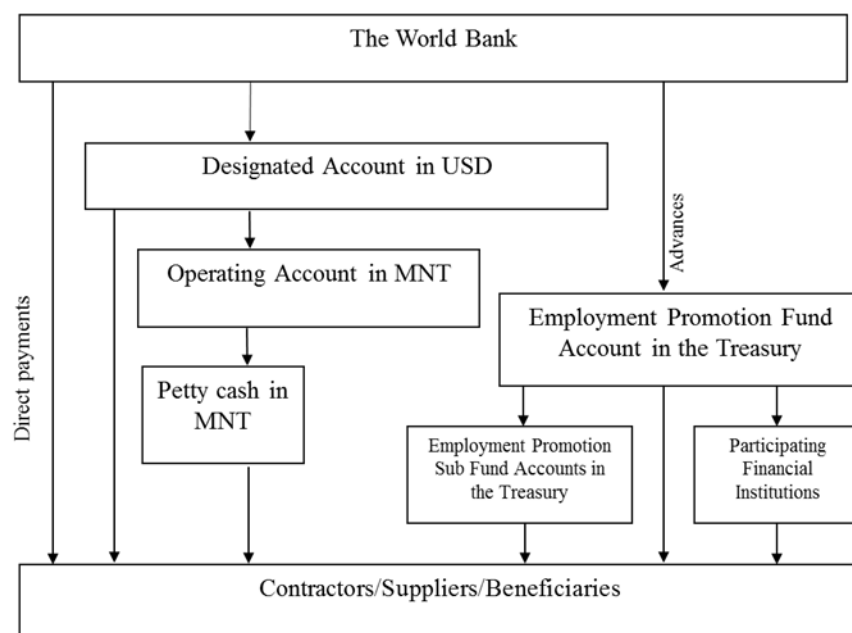 The World Bank
Designated Account in USD
Advances
Operating Account in MNT
Employment Promotion Fund
Account in the Treasury
Direct payments
Petty cash in
MNT
Employment Promotion
Sub Fund Accounts in
the Treasury
Participating
Financial
Institutions
Contractors/Suppliers/Beneficiaries